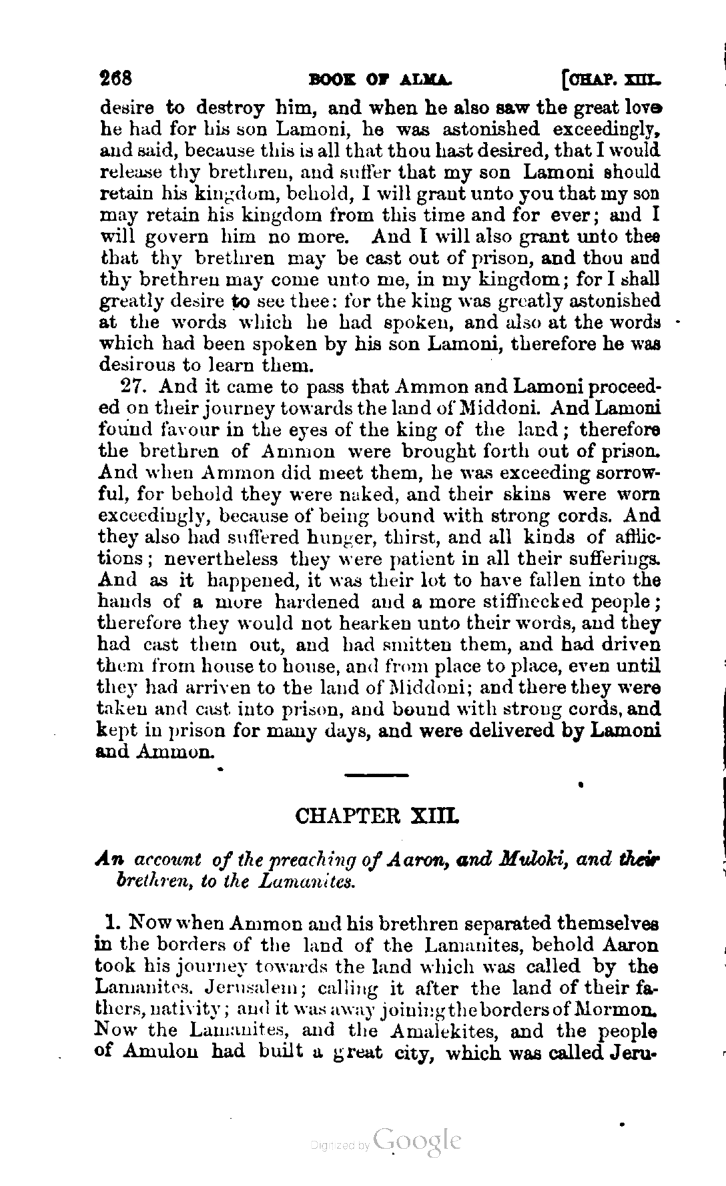 268 BOOK OF ALMA. [CHAP. XIII.
desire to destroy him, and when he also saw the great love
he had for his son Lamoni, he was astonished exceedingly,
and said, because this is all that thou hast desired, that I would
release thy brethren, and suffer that my son Lamoni should
retain his kingdom, behold, I will grant unto you that my son
may retain his kingdom from this time and for ever; and I
will govern him no more. And I will also grant unto thee
that thy brethren may be cast out of prison, and thou and
thy brethren may come unto me, in my kingdom; for I shall
greatly desire to see thee: for the king was greatly astonished
at the words which he had spoken, and also at the words
which had been spoken by his son Lamoni, therefore he was
desirous to learn them.
27. And it came to pass that Ammon and Lamoni proceed-
ed on their journey towards the land of Middoni. And Lamoni
found favour in the eyes of the king of the land; therefore
the brethren of Ammon were brought forth out of prison.
And when Ammon did meet them, he was exceeding sorrow-
ful, for behold they were naked, and their skins were worn
exceedingly, because of being bound with strong cords. And
they also had suffered hunger, thirst, and all kinds of afflic-
tions; nevertheless they were patient in all their sufferings.
And as it happened, it was their lot to have fallen into the
hands of a more hardened and a more stiffnecked people;
therefore they would not hearken unto their words, and they
had cast them out, and had smitten them, and had driven
them from house to house, and from place to place, even until
they had arriven to the land of Middoni; and there they were
taken and cast into prison, and bound with strong cords, and
kept in prison for many days, and were delivered by Lamoni
and Ammon.
CHAPTER XIII.
An account of the preaching of Aaron, and Muloki, and their
brethren, to the Lamanites.
1. Now when Ammon and his brethren separated themselves
in the borders of the land of the Lamanites, behold Aaron
took his journey towards the land which was called by the
Lamanites. Jerusalem; calling it after the land of their fa-
thers, nativity; and it was away joining the borders of Mormon.
Now the Lamanites, and the Amalekites, and the people
of Amulon had built a great city, which was called Jeru-
Digitized by Google